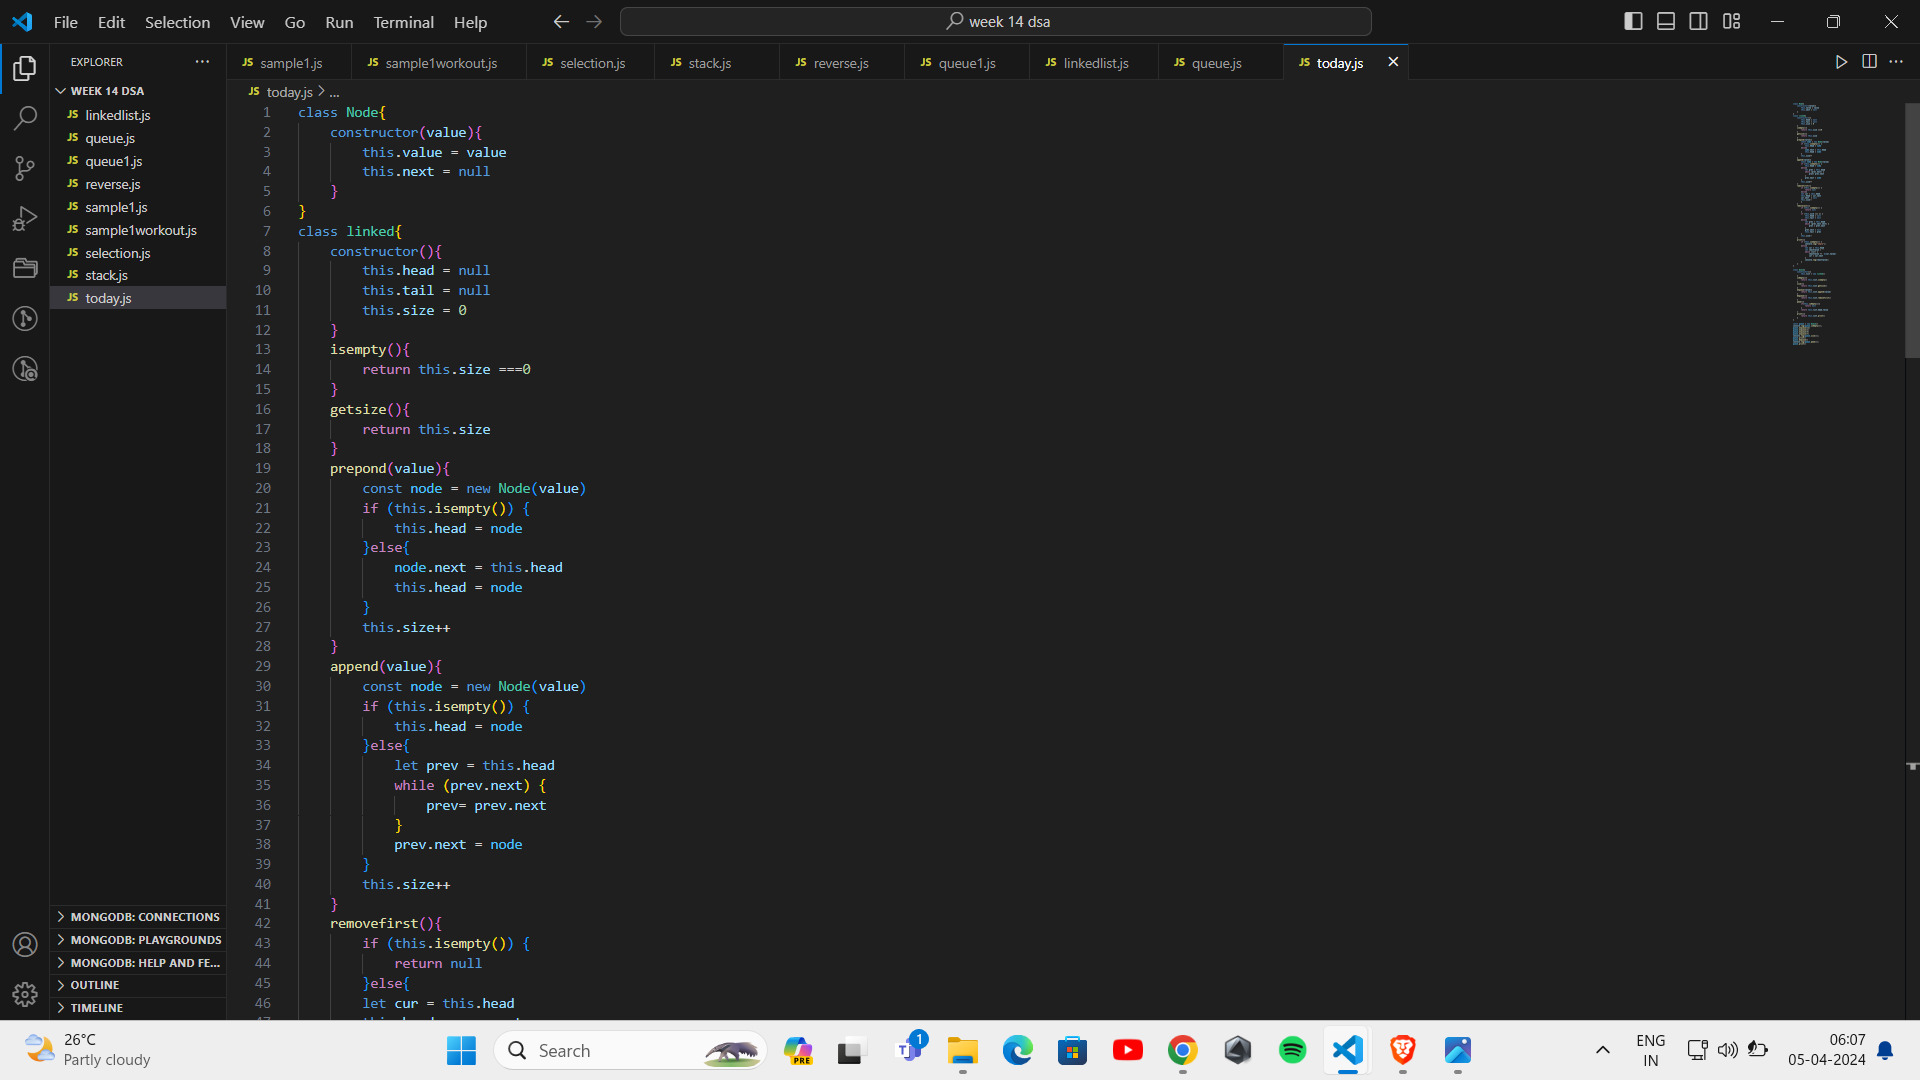 File Edit Selection View Go Run Terminal Help week 14 dsa
EXPLORER
JS sample1.js JS sample1workout.js JS selection.js JS stack.js JS reverse.js JS queue1.js JS linkedlist.js JS queue.js JS today.js
WEEK 14 DSA
JS linkedlist.js
JS queue.js
JS queue1.js
JS reverse.js
JS sample1.js
JS sample1workout.js
JS selection.js
JS stack.js
JS today.js
MONGODB: CONNECTIONS
MONGODB: PLAYGROUNDS
MONGODB: HELP AND FE...
OUTLINE
TIMELINE
JS today.js > ...
1 class Node{
2 constructor(value){
3 this.value = value
4 this.next = null
5 }
6 }
7 class linked{
8 constructor(){
9 this.head = null
10 this.tail = null
11 this.size = 0
12 }
13 isempty(){
14 return this.size ===0
15 }
16 getsize(){
17 return this.size
18 }
19 prepond(value){
20 const node = new Node(value)
21 if (this.isempty()) {
22 this.head = node
23 }else{
24 node.next = this.head
25 this.head = node
26 }
27 this.size++
28 }
29 append(value){
30 const node = new Node(value)
31 if (this.isempty()) {
32 this.head = node
33 }else{
34 let prev = this.head
35 while (prev.next) {
36 prev= prev.next
37 }
38 prev.next = node
39 }
40 this.size++
41 }
42 removefirst(){
43 if (this.isempty()) {
44 return null
45 }else{
46 let cur = this.head
26°C
Partly cloudy
Search
PRE
1
ENG
IN
06:07
05-04-2024